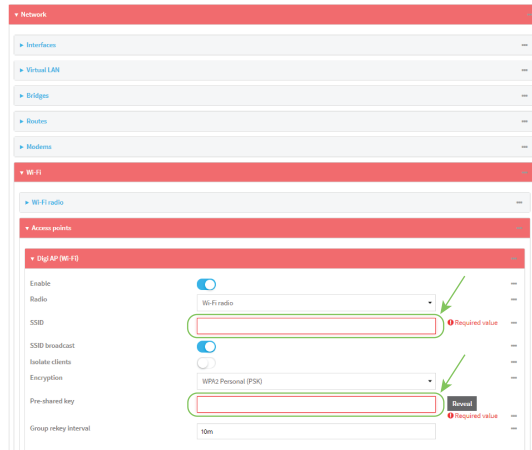 Network
Interfaces
Virtual LAN
Bridges
Routes
Modems
Wi-Fi
Wi-Fi radio
Access points
Digi AP (Wi-Fi)
Enable
Radio
Wi-Fi radio
SSID
Required value
SSID broadcast
Isolate clients
Encryption
WPA2 Personal (PSK)
Pre-shared key
Reveal
Required value
Group rekey interval
10m